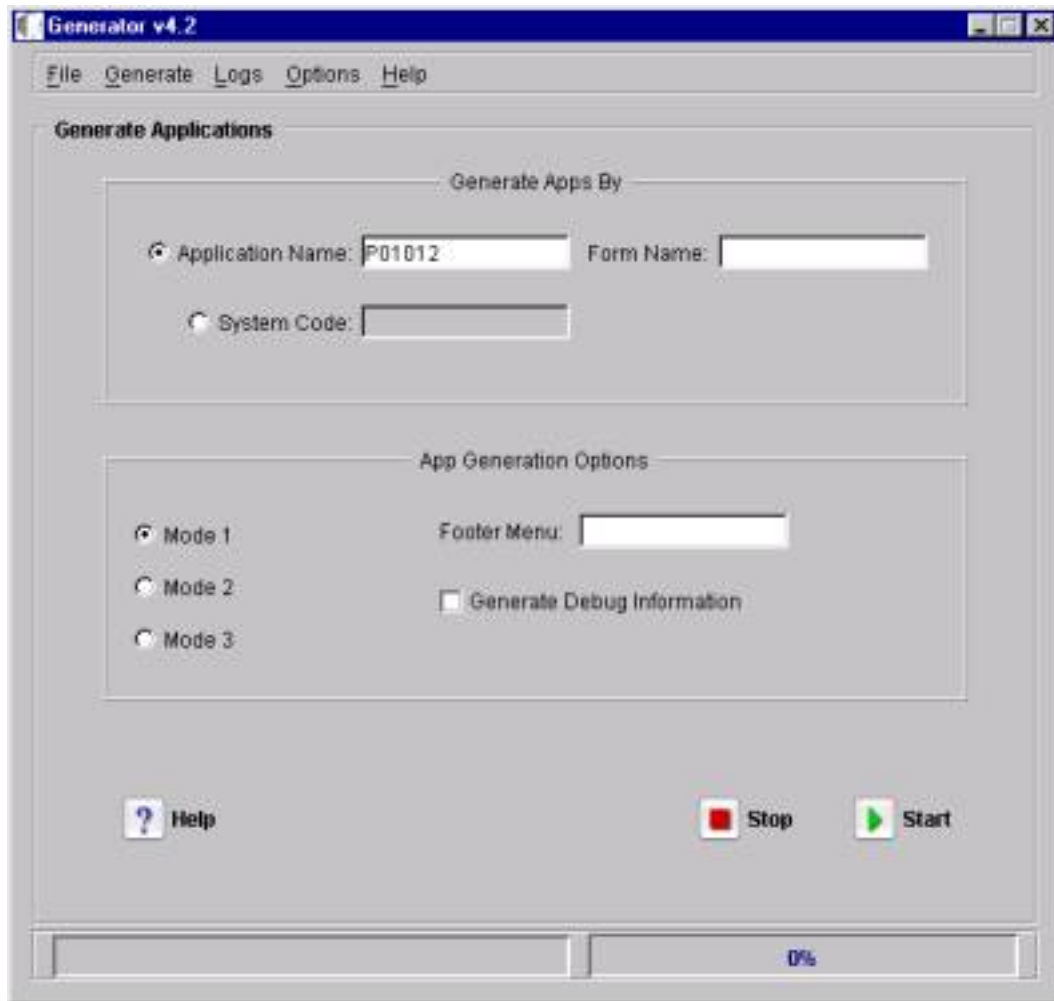 Generator v4.2
File Generate Logs Options Help
Generate Applications
Generate Apps By
Application Name: P01012 Form Name:
System Code:
App Generation Options
Mode 1 Footer Menu:
Mode 2 Generate Debug Information
Mode 3
? Help Stop Start
0%